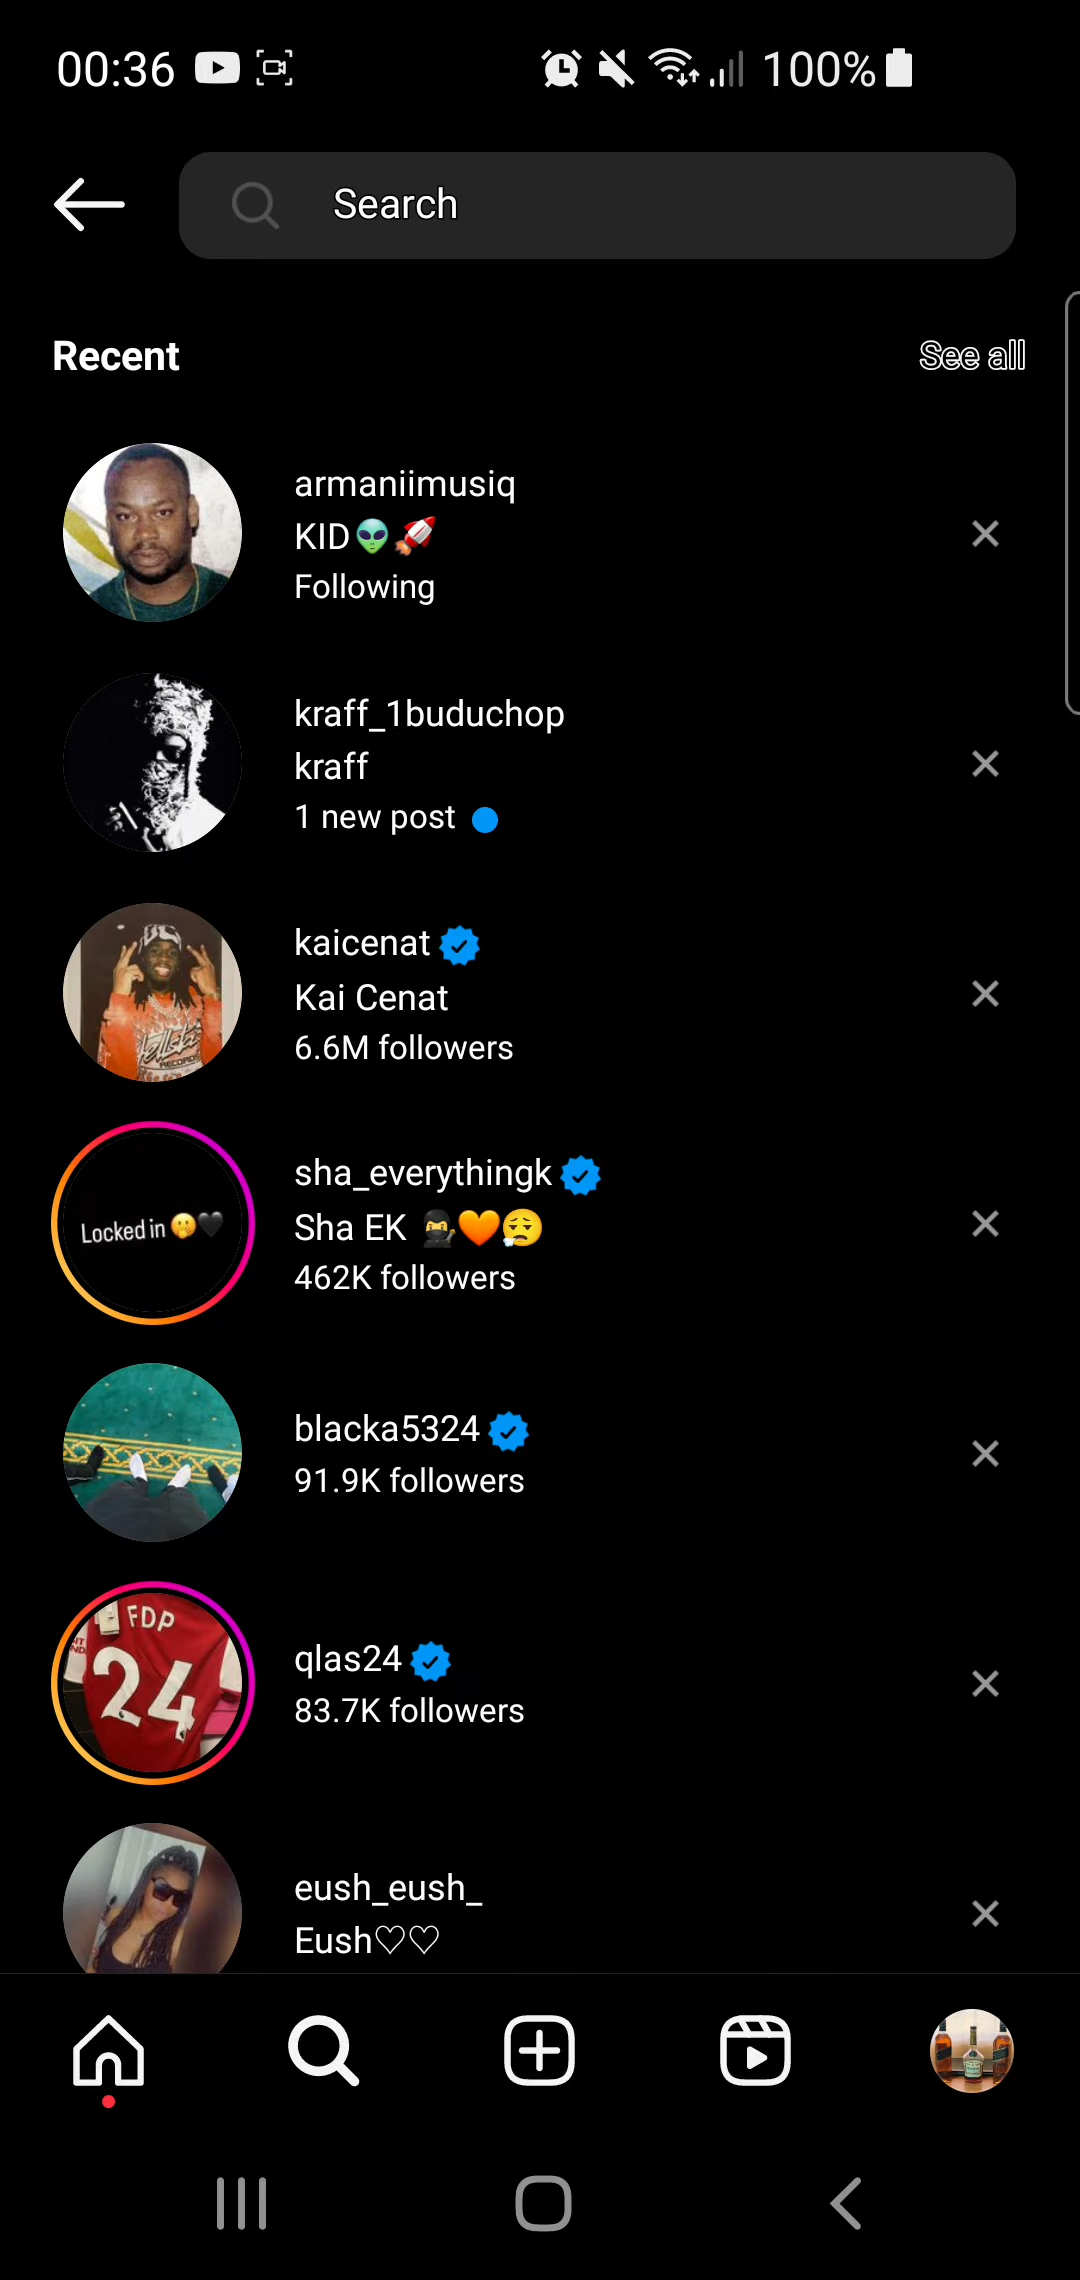 00:36 100%
Search
Recent See all
armaniimusiq
KID👽🚀
Following
kraff_1buduchop
kraff
1 new post
kaicenat
Kai Cenat
6.6M followers
Hellstar
RECORDS
sha_everythingk
Sha EK 🥷🧡😮‍💨
462K followers
Locked in 🤫🖤
blacka5324
91.9K followers
FDP
24
qlas24
83.7K followers
eush_eush_
Eush♡♡